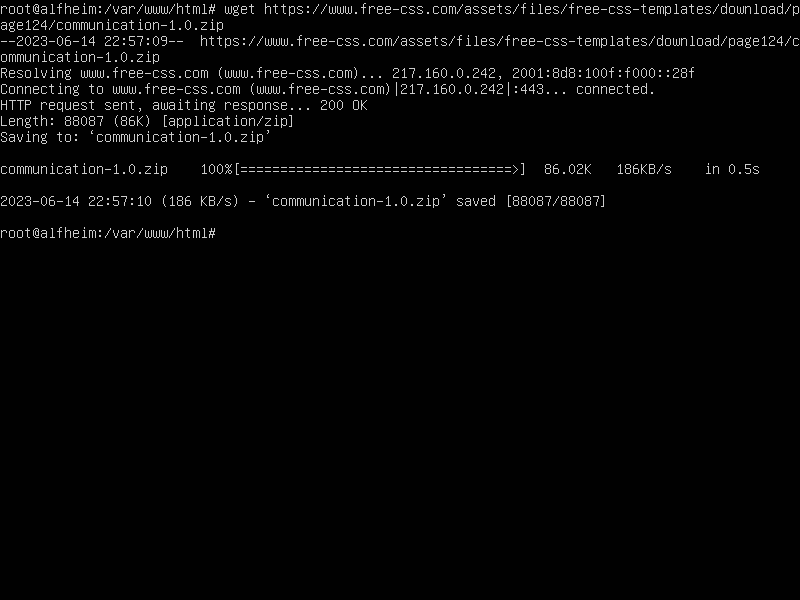 root@alfheim:/var/www/html# wget https://www.free-css.com/assets/files/free-css-templates/download/p
age124/communication-1.0.zip
--2023-06-14 22:57:09--  https://www.free-css.com/assets/files/free-css-templates/download/page124/c
ommunication-1.0.zip
Resolving www.free-css.com (www.free-css.com)... 217.160.0.242, 2001:8d8:100f:f000::28f
Connecting to www.free-css.com (www.free-css.com)|217.160.0.242|:443... connected.
HTTP request sent, awaiting response... 200 OK
Length: 88087 (86K) [application/zip]
Saving to: ‘communication-1.0.zip’
communication-1.0.zip    100%[==================================>]  86.02K   186KB/s    in 0.5s
2023-06-14 22:57:10 (186 KB/s) - ‘communication-1.0.zip’ saved [88087/88087]
root@alfheim:/var/www/html#